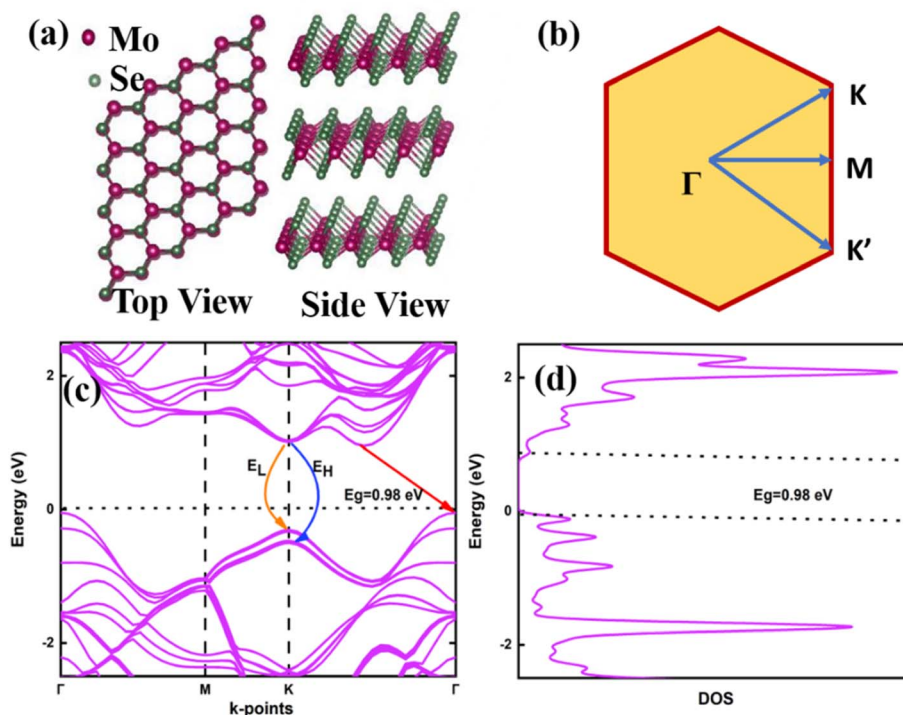 (a)
Mo
Se
Top View
Side View
(b)
K
M
K’
Γ
(c)
2
0
-2
Energy (eV)
E_L
E_H
Eg=0.98 eV
Γ
M
K
Γ
k-points
(d)
2
0
-2
Energy (eV)
Eg=0.98 eV
DOS